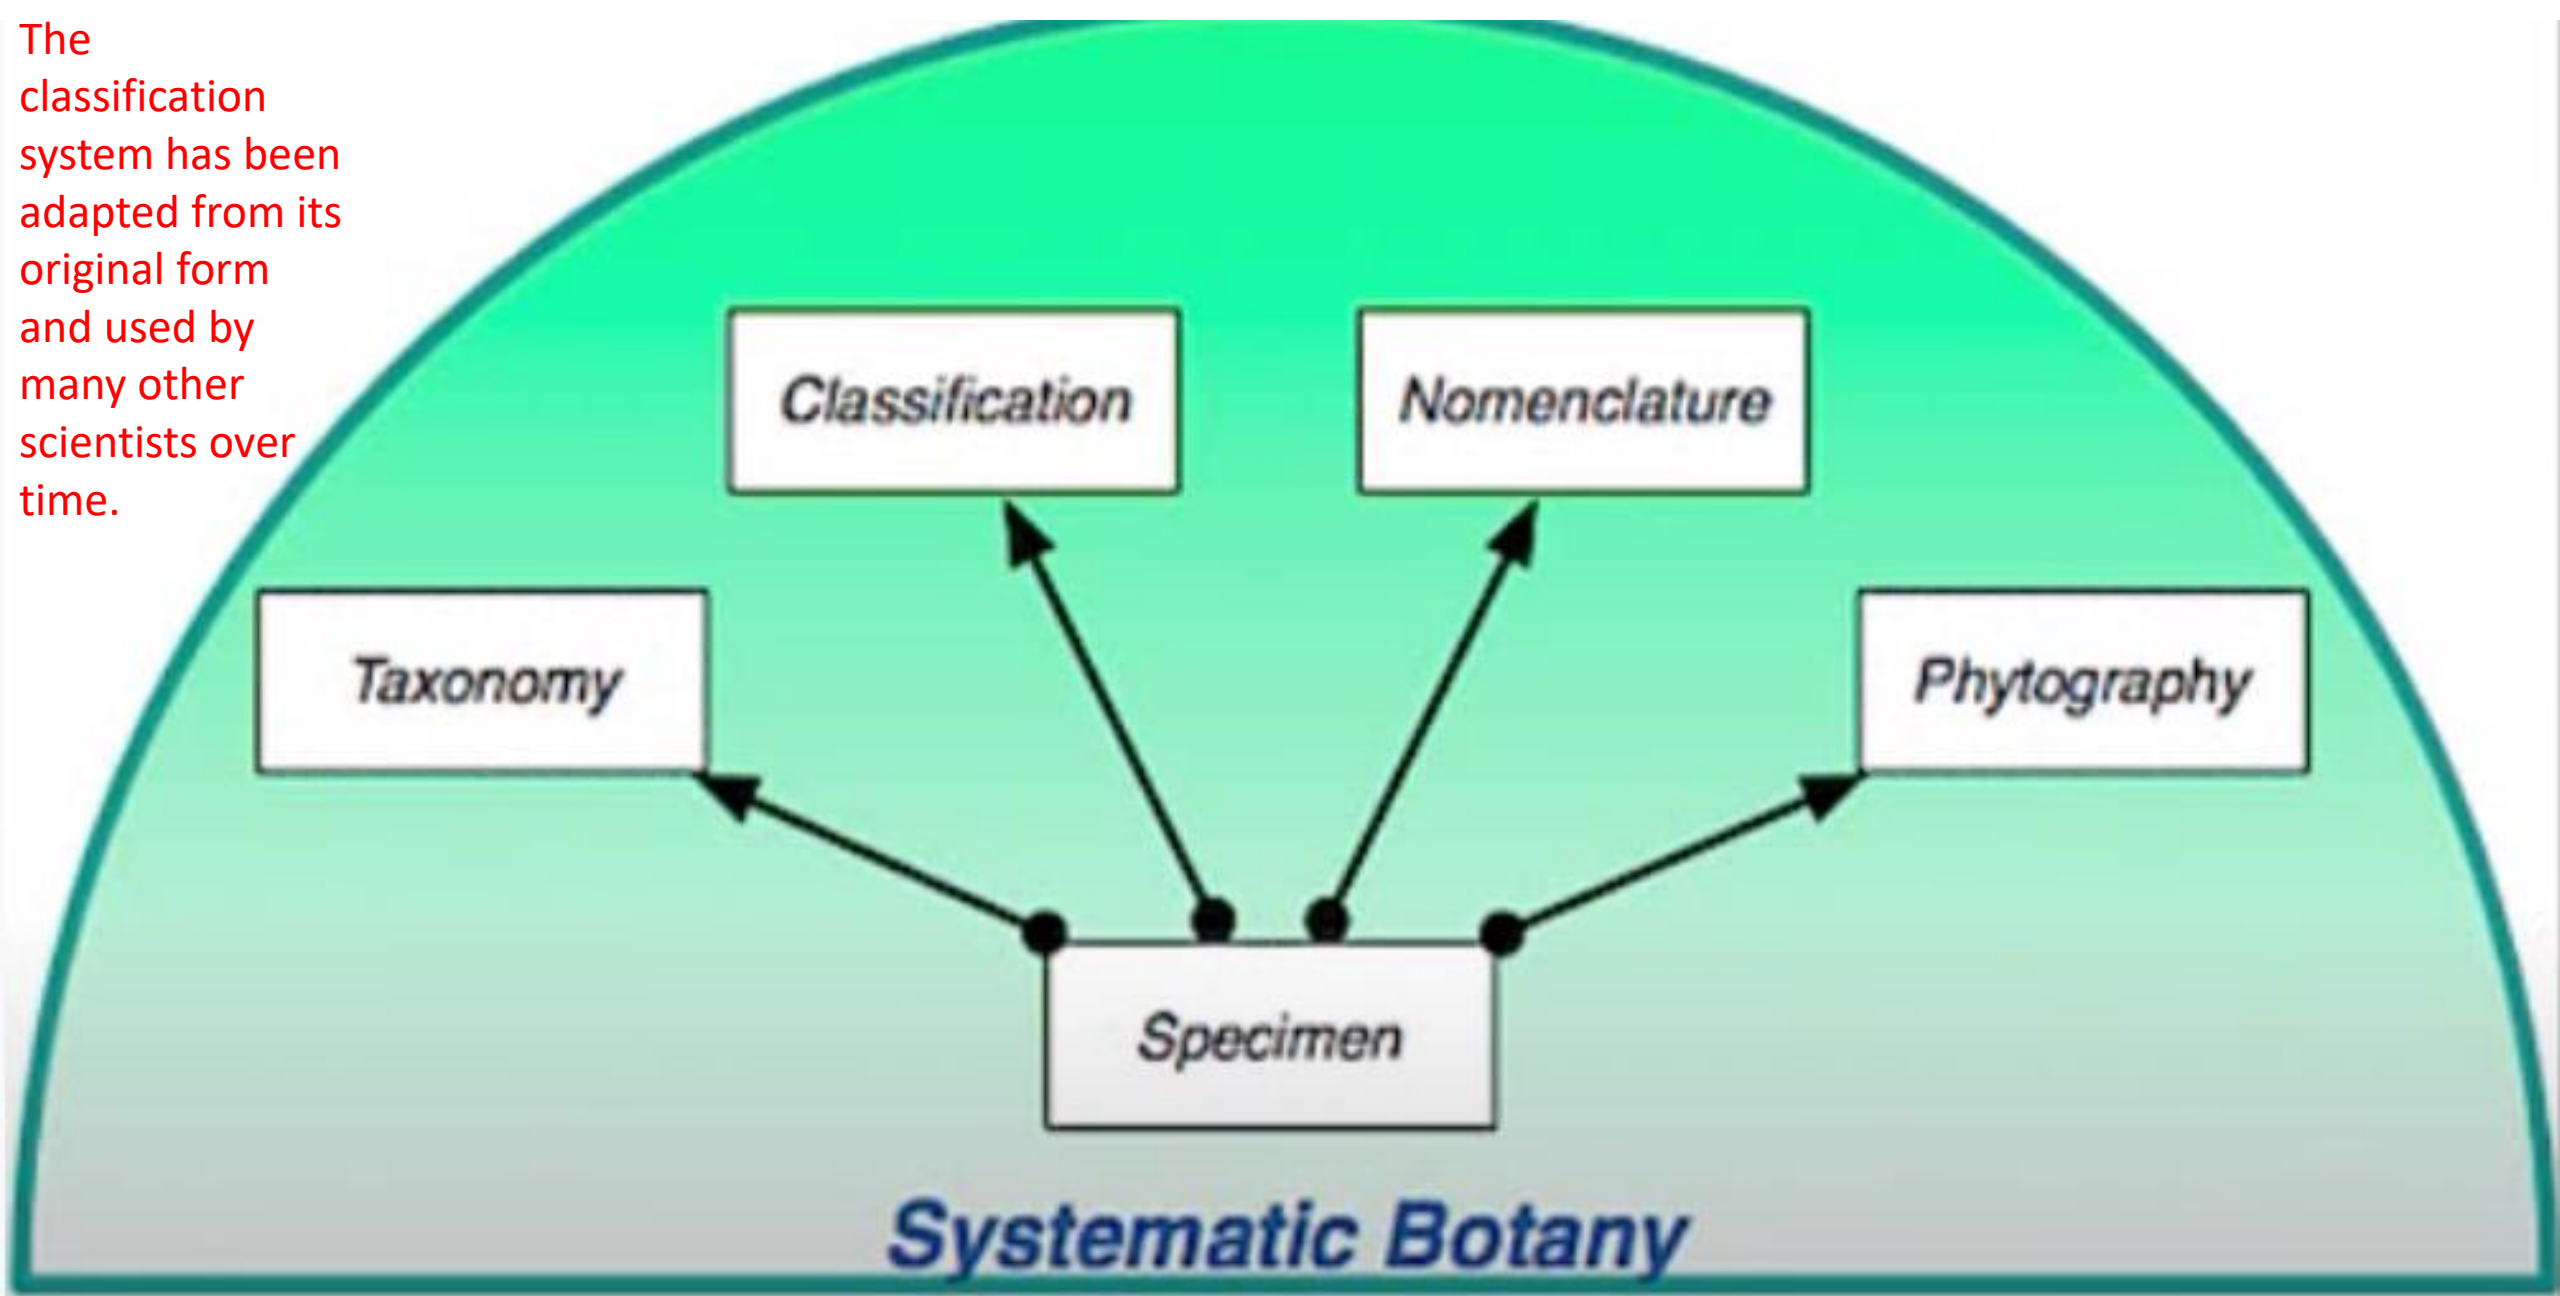 The
classification
system has been
adapted from its
original form
and used by
many other
scientists over
time.
Classification
Nomenclature
Taxonomy
Phytography
Specimen
Systematic Botany